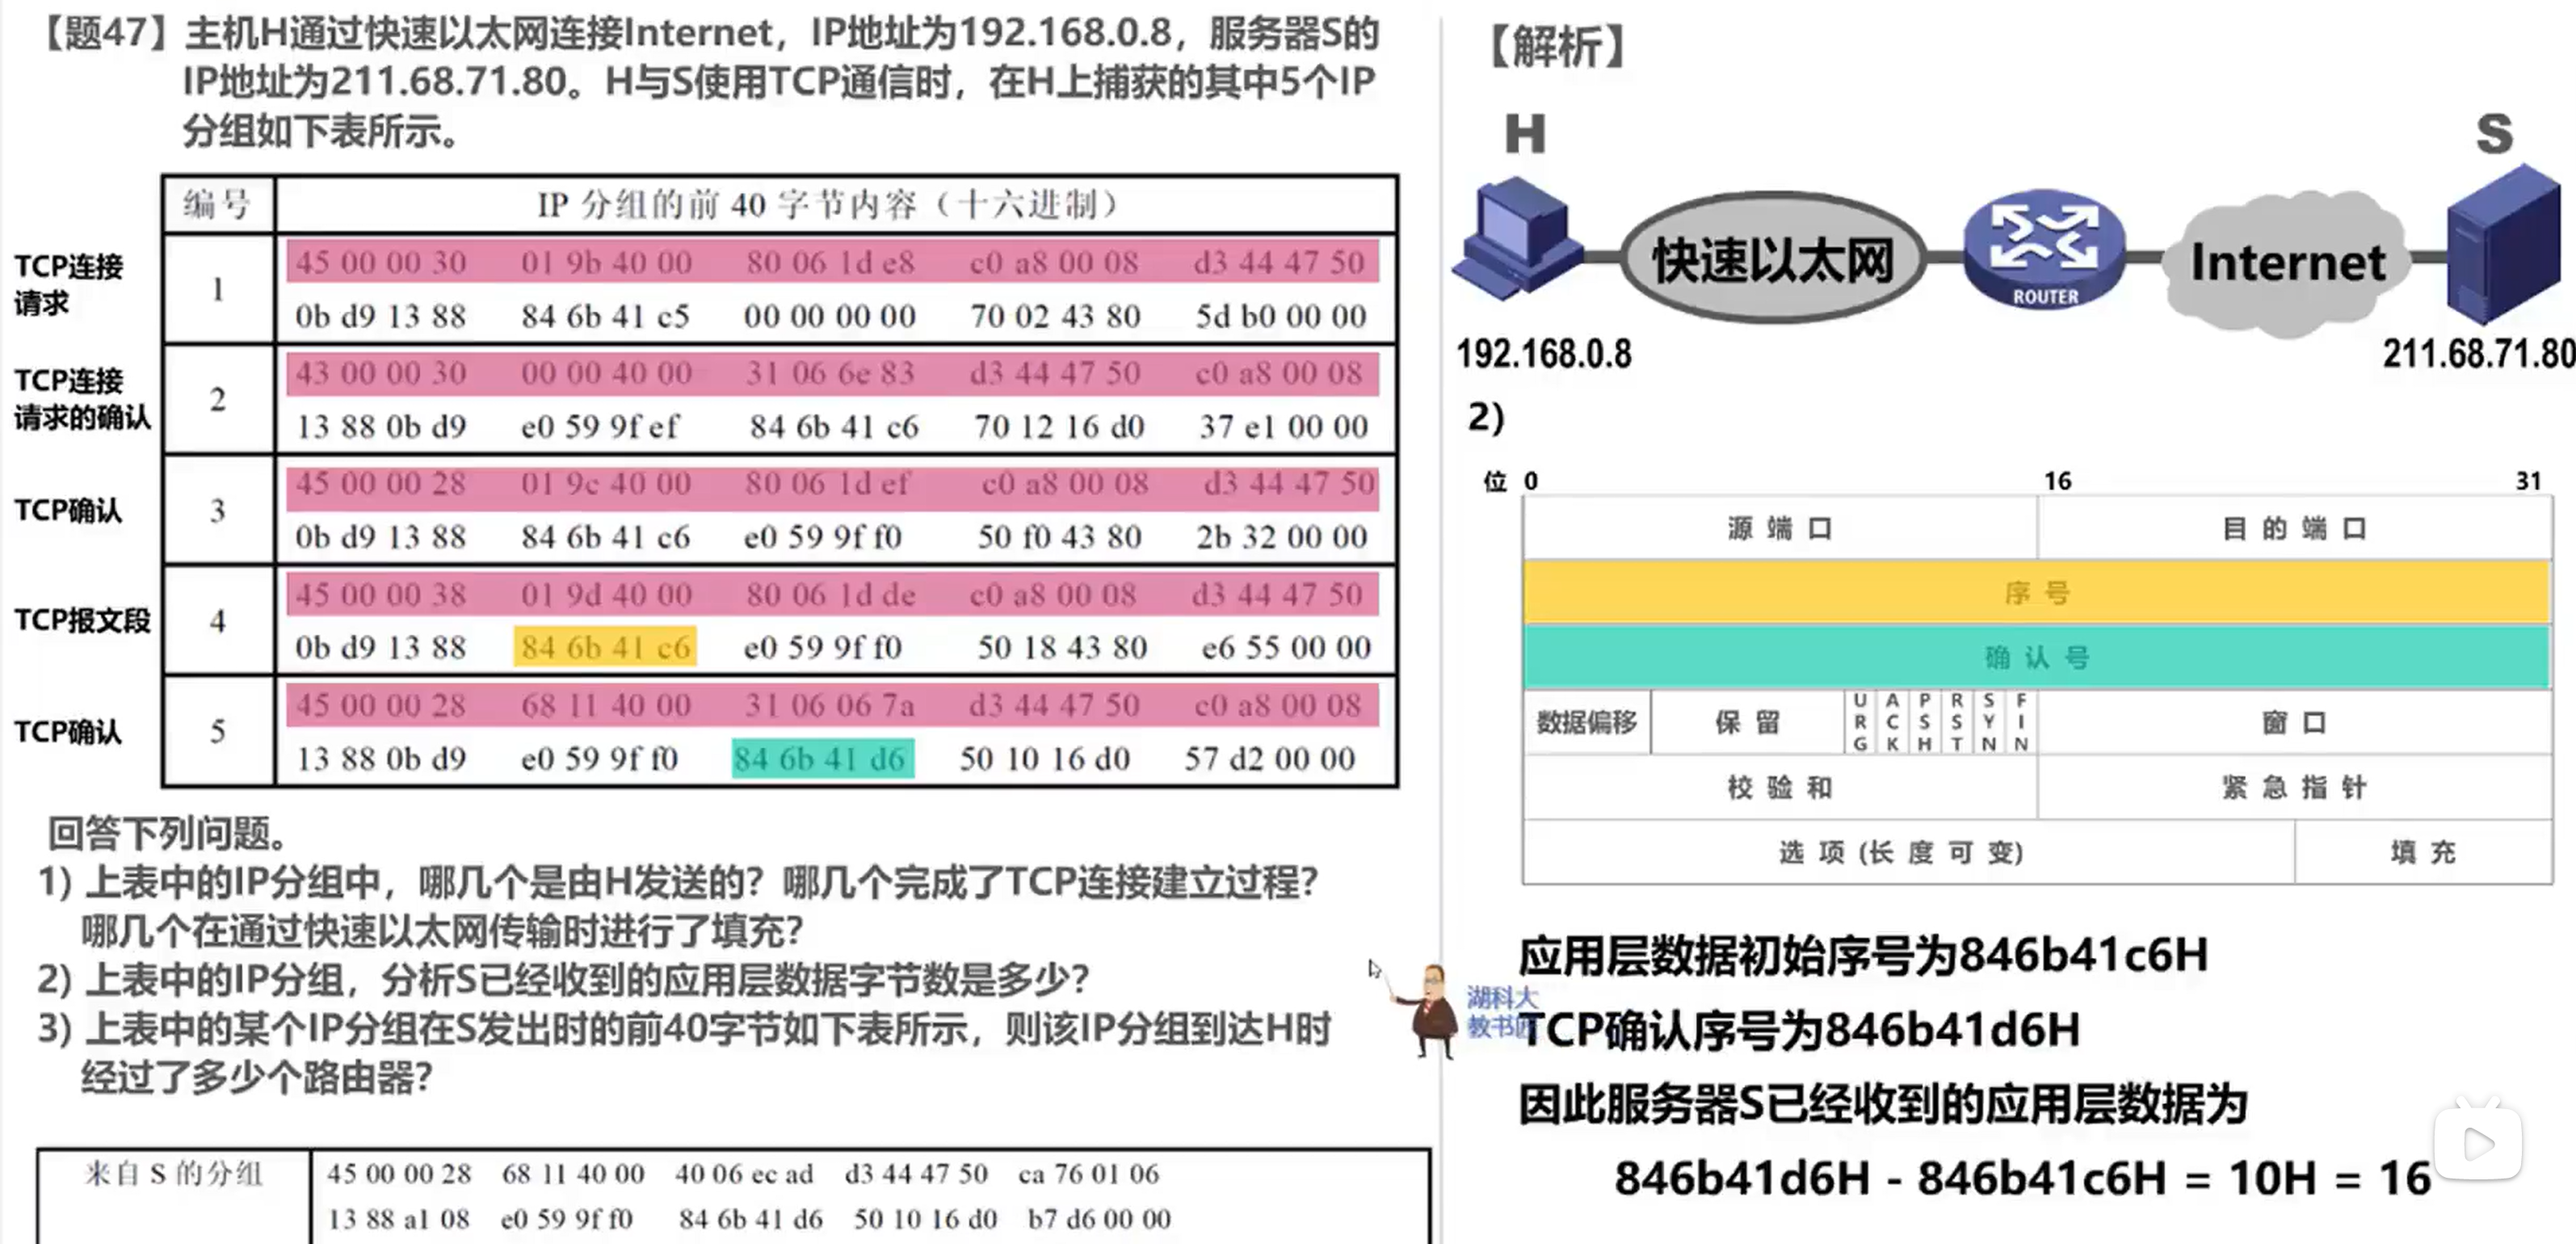 【题47】主机H通过快速以太网连接Internet，IP地址为192.168.0.8，服务器S的
IP地址为211.68.71.80。H与S使用TCP通信时，在H上捕获的其中5个IP
分组如下表所示。
编号 IP 分组的前 40 字节内容（十六进制）
TCP连接
请求
1
45 00 00 30 01 9b 40 00 80 06 1d e8 c0 a8 00 08 d3 44 47 50
0b d9 13 88 84 6b 41 c5 00 00 00 00 70 02 43 80 5d b0 00 00
TCP连接
请求的确认
2
43 00 00 30 00 00 40 00 31 06 6e 83 d3 44 47 50 c0 a8 00 08
13 88 0b d9 e0 59 9f ef 84 6b 41 c6 70 12 16 d0 37 e1 00 00
TCP确认
3
45 00 00 28 01 9c 40 00 80 06 1d ef c0 a8 00 08 d3 44 47 50
0b d9 13 88 84 6b 41 c6 e0 59 9f f0 50 f0 43 80 2b 32 00 00
TCP报文段
4
45 00 00 38 01 9d 40 00 80 06 1d de c0 a8 00 08 d3 44 47 50
0b d9 13 88 84 6b 41 c6 e0 59 9f f0 50 18 43 80 e6 55 00 00
TCP确认
5
45 00 00 28 68 11 40 00 31 06 06 7a d3 44 47 50 c0 a8 00 08
13 88 0b d9 e0 59 9f f0 84 6b 41 d6 50 10 16 d0 57 d2 00 00
回答下列问题。
1) 上表中的IP分组中，哪几个是由H发送的？哪几个完成了TCP连接建立过程？
哪几个在通过快速以太网传输时进行了填充？
2) 上表中的IP分组，分析S已经收到的应用层数据字节数是多少？
3) 上表中的某个IP分组在S发出时的前40字节如下表所示，则该IP分组到达H时
经过了多少个路由器？
来自 S 的分组
45 00 00 28 68 11 40 00 40 06 ec ad d3 44 47 50 ca 76 01 06
13 88 a1 08 e0 59 9f f0 84 6b 41 d6 50 10 16 d0 b7 d6 00 00
【解析】
H
S
快速以太网
ROUTER
Internet
192.168.0.8
211.68.71.80
2)
位 0 16 31
源 端 口 目 的 端 口
序 号
确 认 号
数据偏移 保 留 URG ACK PSH RST SYN FIN 窗 口
校 验 和 紧 急 指 针
选 项 (长 度 可 变) 填 充
应用层数据初始序号为846b41c6H
湖科大
教书匠
TCP确认序号为846b41d6H
因此服务器S已经收到的应用层数据为
846b41d6H - 846b41c6H = 10H = 16